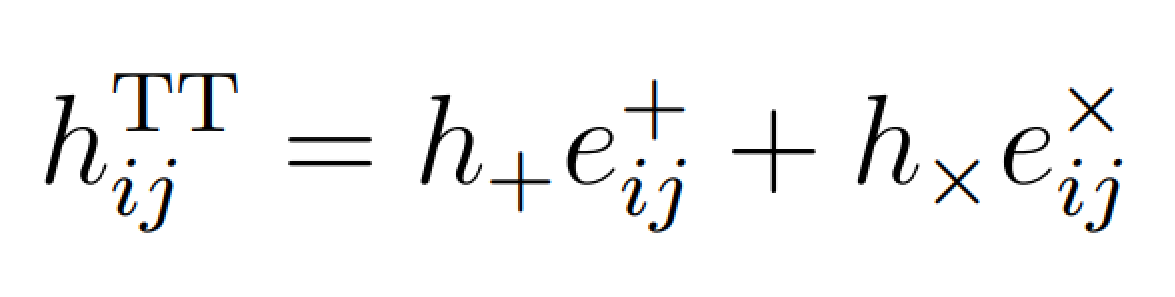 h_{ij}^{TT} = h_+ e_{ij}^+ + h_× e_{ij}^×